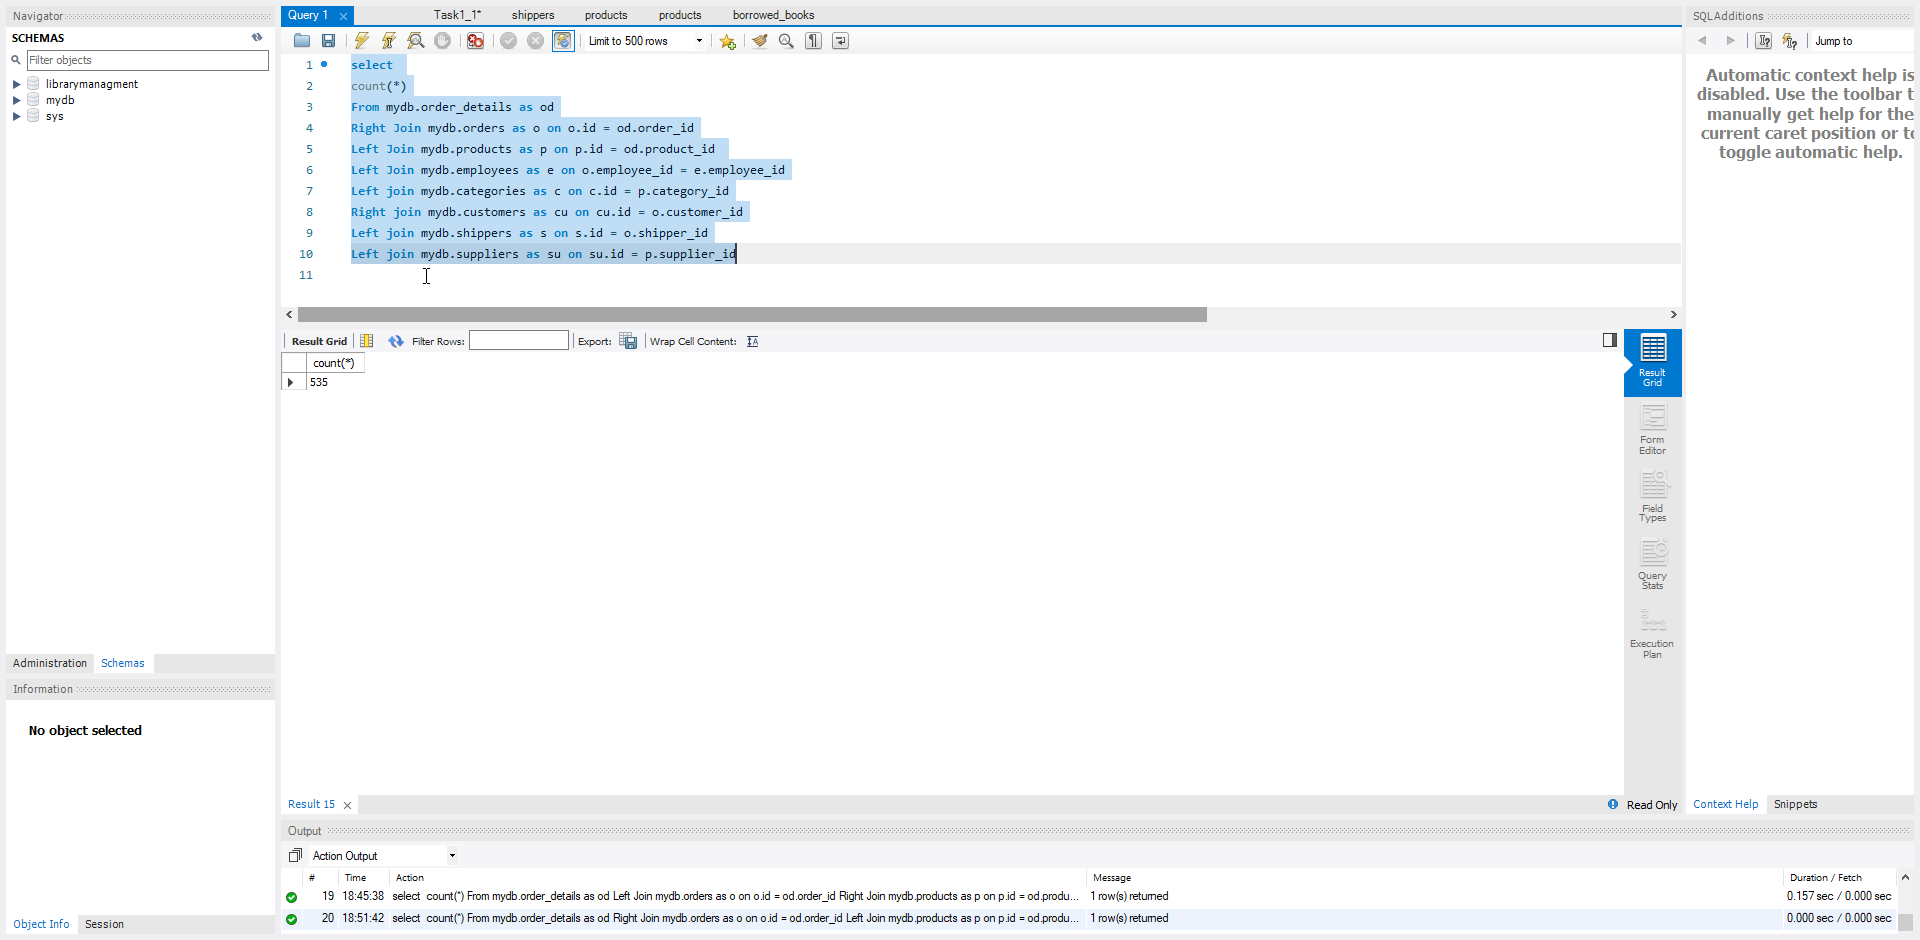 Navigator
SCHEMAS
Filter objects
librarymanagment
mydb
sys
Administration Schemas
Information
No object selected
Object Info Session
Query 1 Task1_1* shippers products products borrowed_books
Limit to 500 rows
1 select
2 count(*)
3 From mydb.order_details as od
4 Right Join mydb.orders as o on o.id = od.order_id
5 Left Join mydb.products as p on p.id = od.product_id
6 Left Join mydb.employees as e on o.employee_id = e.employee_id
7 Left join mydb.categories as c on c.id = p.category_id
8 Right join mydb.customers as cu on cu.id = o.customer_id
9 Left join mydb.shippers as s on s.id = o.shipper_id
10 Left join mydb.suppliers as su on su.id = p.supplier_id
11
Result Grid Filter Rows: Export: Wrap Cell Content:
count(*)
535
Result
Grid
Form
Editor
Field
Types
Query
Stats
Execution
Plan
Result 15 Read Only
Output
Action Output
# Time Action Message Duration / Fetch
19 18:45:38 select count(*) From mydb.order_details as od Left Join mydb.orders as o on o.id = od.order_id Right Join mydb.products as p on p.id = od.produ... 1 row(s) returned 0.157 sec / 0.000 sec
20 18:51:42 select count(*) From mydb.order_details as od Right Join mydb.orders as o on o.id = od.order_id Left Join mydb.products as p on p.id = od.produ... 1 row(s) returned 0.000 sec / 0.000 sec
SQLAdditions
Jump to
Automatic context help is
disabled. Use the toolbar t
manually get help for the
current caret position or to
toggle automatic help.
Context Help Snippets